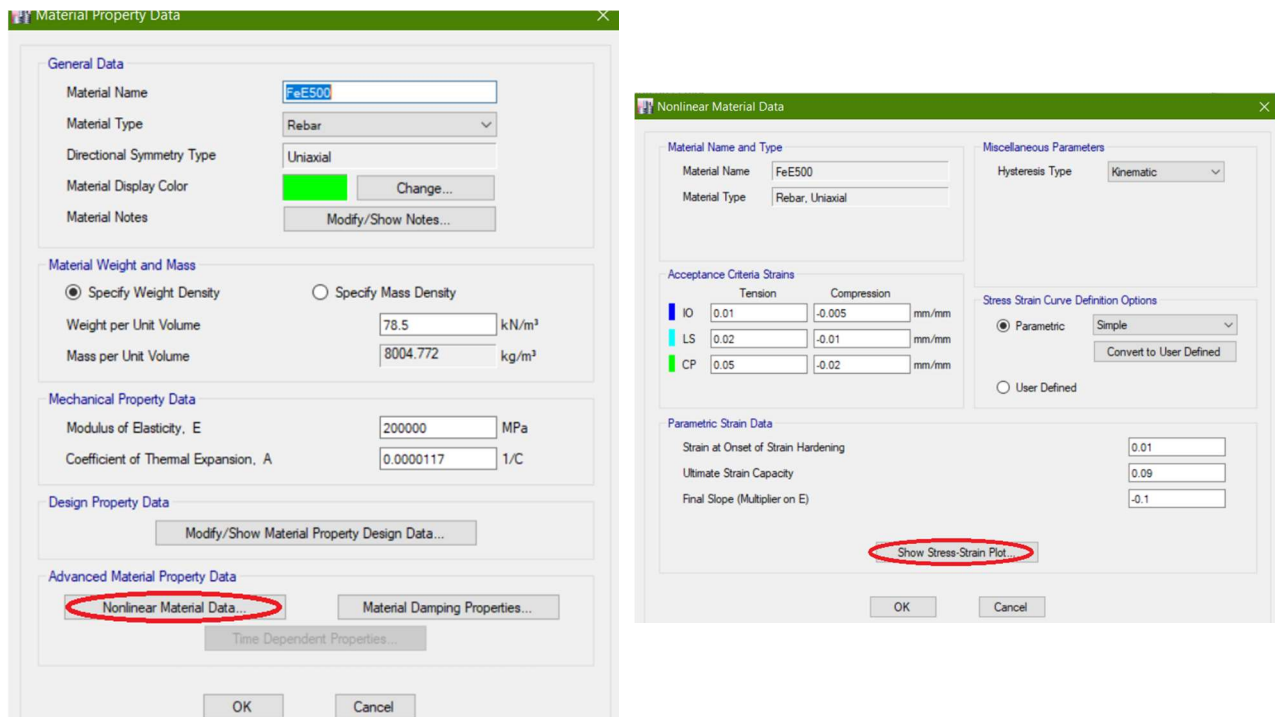 Material Property Data
General Data
Material Name FeE500
Material Type Rebar
Directional Symmetry Type Uniaxial
Material Display Color Change...
Material Notes Modify/Show Notes...
Material Weight and Mass
Specify Weight Density Specify Mass Density
Weight per Unit Volume 78.5 kN/m³
Mass per Unit Volume 8004.772 kg/m³
Mechanical Property Data
Modulus of Elasticity, E 200000 MPa
Coefficient of Thermal Expansion, A 0.0000117 1/C
Design Property Data
Modify/Show Material Property Design Data...
Advanced Material Property Data
Nonlinear Material Data... Material Damping Properties...
Time Dependent Properties...
OK Cancel
Nonlinear Material Data
Material Name and Type
Material Name FeE500
Material Type Rebar, Uniaxial
Miscellaneous Parameters
Hysteresis Type Kinematic
Acceptance Criteria Strains
Tension Compression
IO 0.01 -0.005 mm/mm
LS 0.02 -0.01 mm/mm
CP 0.05 -0.02 mm/mm
Stress Strain Curve Definition Options
Parametric Simple
Convert to User Defined
User Defined
Parametric Strain Data
Strain at Onset of Strain Hardening 0.01
Ultimate Strain Capacity 0.09
Final Slope (Multiplier on E) -0.1
Show Stress-Strain Plot...
OK Cancel